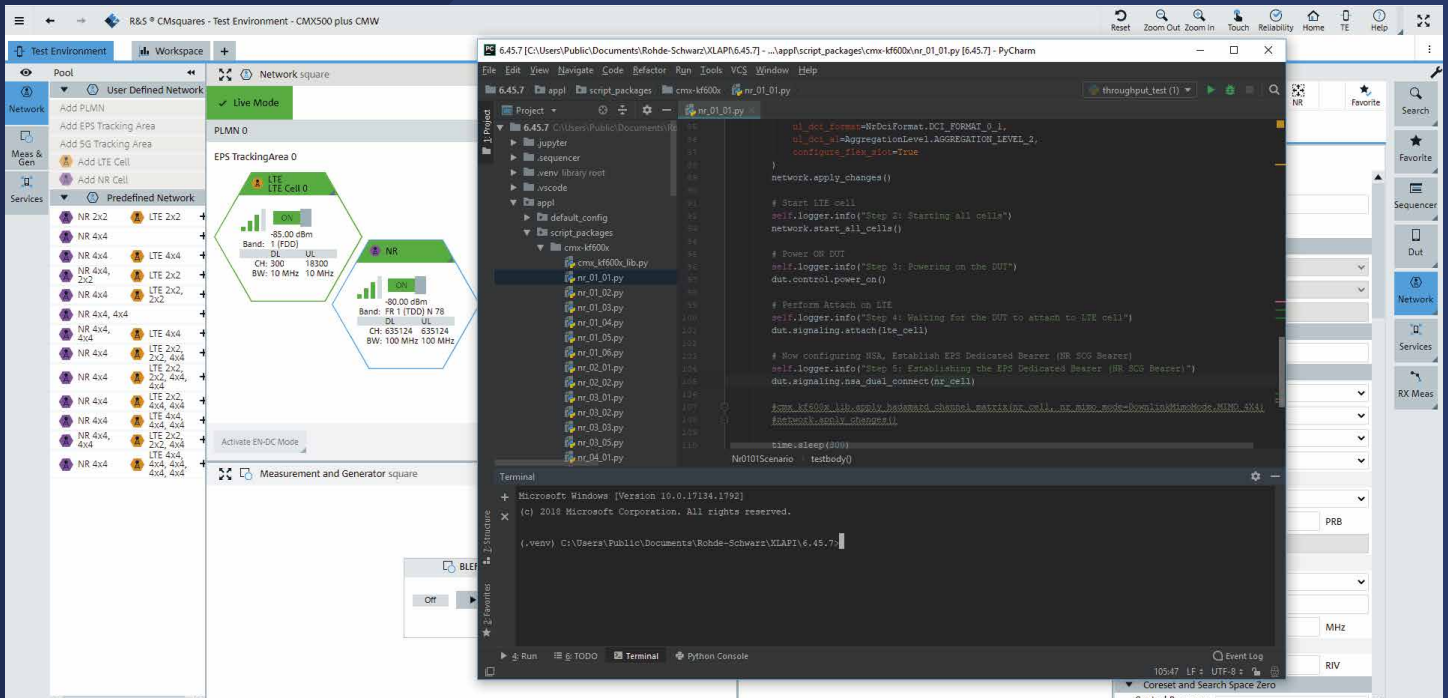 R&S ® CMsquares - Test Environment - CMX500 plus CMW
Reset Zoom Out Zoom In Touch Reliability Home TE Help
Test Environment Workspace +
Pool
User Defined Network
Add PLMN
Add EPS Tracking Area
Add 5G Tracking Area
Add LTE Cell
Add NR Cell
Predefined Network
NR 2x2 LTE 2x2
NR 4x4
NR 4x4 LTE 4x4
NR 4x4, 2x2 LTE 2x2
NR 4x4 LTE 2x2, 2x2
NR 4x4, 4x4
NR 4x4, 4x4 LTE 4x4
NR 4x4 LTE 2x2, 2x2, 4x4
NR 4x4 LTE 2x2, 2x2, 4x4, 4x4
NR 4x4 LTE 2x2, 4x4, 4x4
NR 4x4 LTE 4x4, 4x4
NR 4x4, 4x4 LTE 2x2, 2x2, 4x4
NR 4x4 LTE 4x4, 4x4, 4x4, 4x4, 4x4
Network
Meas & Gen
Services
Network square
Live Mode
PLMN 0
EPS TrackingArea 0
LTE
LTE Cell 0
ON
-85.00 dBm
Band: 1 (FDD)
DL UL
CH: 300 18300
BW: 10 MHz 10 MHz
NR
ON
-80.00 dBm
Band: FR 1 (TDD) N 78
DL UL
CH: 635124 635124
BW: 100 MHz 100 MHz
Activate EN-DC Mode
Measurement and Generator square
Off
6.45.7 [C:\Users\Public\Documents\Rohde-Schwarz\XLAPI\6.45.7] - ...\appl\script_packages\cmx-kf600x\nr_01_01.py [6.45.7] - PyCharm
File Edit View Navigate Code Refactor Run Tools VCS Window Help
6.45.7 appl script_packages cmx-kf600x nr_01_01.py
throughput_test (1)
Project
nr_01_01.py
1: Project
6.45.7 C:\Users\Public\Documents\
.jupyter
.sequencer
.venv library root
.vscode
appl
default_config
script_packages
cmx-kf600x
cmx_kf600x_lib.py
nr_01_01.py
nr_01_02.py
nr_01_03.py
nr_01_04.py
nr_01_05.py
nr_01_06.py
nr_02_01.py
nr_02_02.py
nr_03_01.py
nr_03_02.py
nr_03_03.py
nr_03_05.py
nr_04_01.py
ul_dci_format=NrDciFormat.DCI_FORMAT_0_1,
ul_dci_al=AggregationLevel.AGGREGATION_LEVEL_2,
configure_flex_slot=True
)
network.apply_changes()
# Start LTE cell
self.logger.info("Step 2: Starting all cells")
network.start_all_cells()
# Power ON DUT
self.logger.info("Step 3: Powering on the DUT")
dut.control.power_on()
# Perform Attach on LTE
self.logger.info("Step 4: Waiting for the DUT to attach to LTE cell")
dut.signaling.attach(lte_cell)
# Now configuring NSA, Establish EPS Dedicated Bearer (NR SCG Bearer)
self.logger.info("Step 5: Establishing the EPS Dedicated Bearer (NR SCG Bearer)")
dut.signaling.nsa_dual_connect(nr_cell)
#cmx_kf600x_lib.apply_hadamard_channel_matrix(nr_cell, nr_mimo_mode=DownlinkMimoMode.MIMO_4X4)
#network.apply_changes()
time.sleep(300)
Nr0101Scenario testbody()
Terminal
Microsoft Windows [Version 10.0.17134.1792]
(c) 2018 Microsoft Corporation. All rights reserved.
(.venv) C:\Users\Public\Documents\Rohde-Schwarz\XLAPI\6.45.7>
Z: Structure
2: Favorites
4: Run 6: TODO Terminal Python Console
Event Log
105:47 LF UTF-8
NR
Favorite
PRB
MHz
RIV
Coreset and Search Space Zero
Search
Favorite
Sequencer
Dut
Network
Services
RX Meas